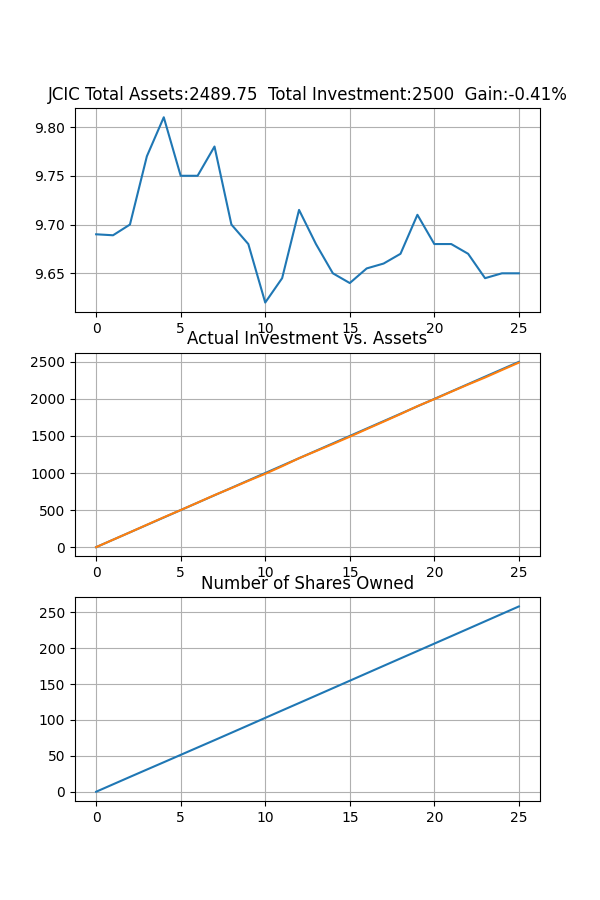 JCIC Total Assets:2489.75  Total Investment:2500  Gain:-0.41%
9.80
9.75
9.70
9.65
0 5 10 15 20 25
Actual Investment vs. Assets
2500
2000
1500
1000
500
0
0 5 10 15 20 25
Number of Shares Owned
250
200
150
100
50
0
0 5 10 15 20 25